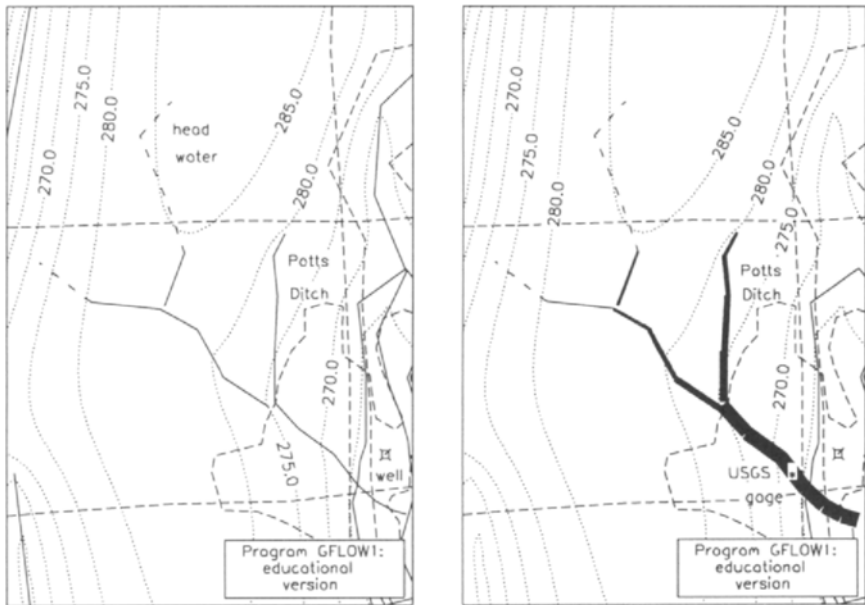 275.0
280.0
270.0
285.0
280.0
head
water
Potts
Ditch
270.0
275.0
well
Program GFLOW1:
educational
version
270.0
275.0
280.0
285.0
280.0
275.0
Potts
Ditch
270.0
USGS
gage
well
Program GFLOW1:
educational
version